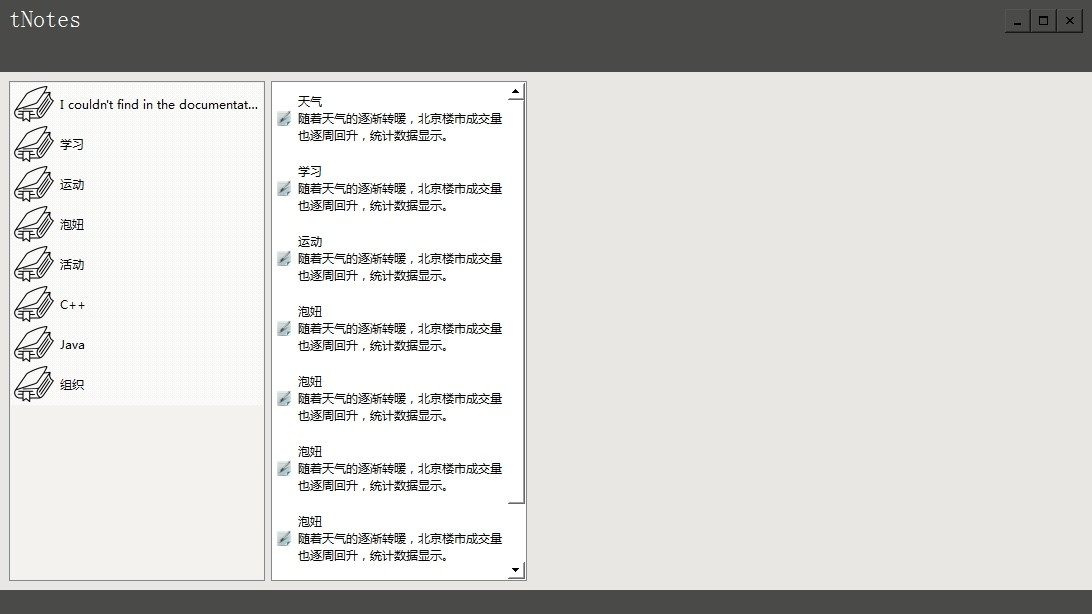 tNotes
I couldn't find in the documentat...
学习
运动
泡妞
活动
C++
Java
组织
天气
随着天气的逐渐转暖，北京楼市成交量
也逐周回升，统计数据显示。
学习
随着天气的逐渐转暖，北京楼市成交量
也逐周回升，统计数据显示。
运动
随着天气的逐渐转暖，北京楼市成交量
也逐周回升，统计数据显示。
泡妞
随着天气的逐渐转暖，北京楼市成交量
也逐周回升，统计数据显示。
泡妞
随着天气的逐渐转暖，北京楼市成交量
也逐周回升，统计数据显示。
泡妞
随着天气的逐渐转暖，北京楼市成交量
也逐周回升，统计数据显示。
泡妞
随着天气的逐渐转暖，北京楼市成交量
也逐周回升，统计数据显示。